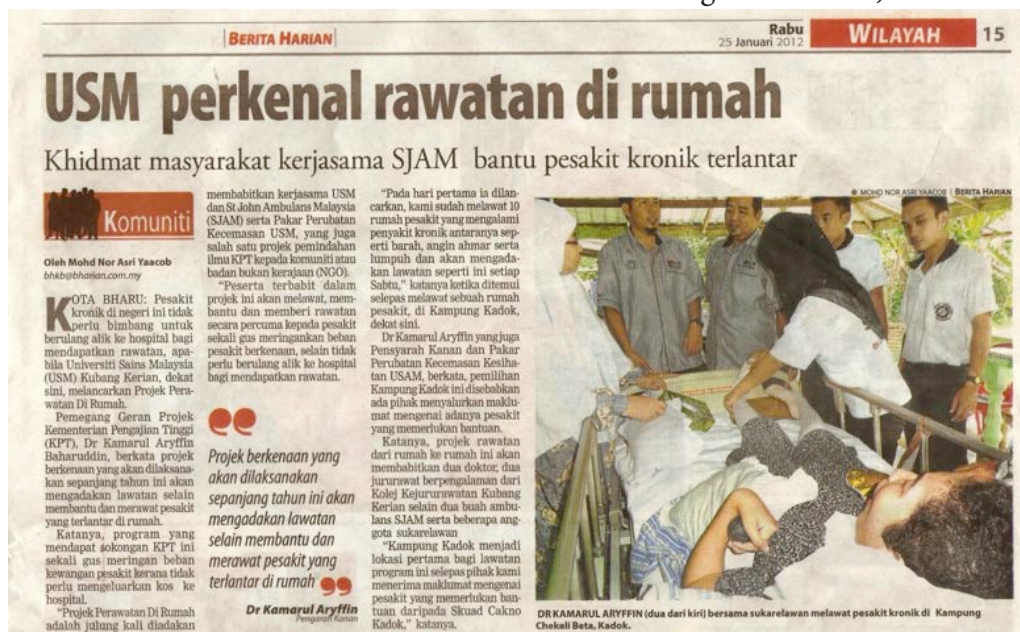 BERITA HARIAN
Rabu
25 Januari 2012
WILAYAH
15
USM perkenal rawatan di rumah
Khidmat masyarakat kerjasama SJAM bantu pesakit kronik terlantar
Komuniti
Oleh Mohd Nor Asri Yaacob
bhkb@bharian.com.my
KOTA BHARU: Pesakit
kronik di negeri ini tidak
perlu bimbang untuk
berulang alik ke hospital bagi
mendapatkan rawatan, apa-
bila Universiti Sains Malaysia
(USM) Kubang Kerian, dekat
sini, melancarkan Projek Pera-
watan Di Rumah.
Pemegang Geran Projek
Kementerian Pengajian Tinggi
(KPT), Dr Kamarul Aryffin
Baharuddin, berkata projek
berkenaan yang akan dilaksana-
kan sepanjang tahun ini akan
mengadakan lawatan selain
membantu dan merawat pesakit
yang terlantar di rumah.
Katanya, program yang
mendapat sokongan KPT ini
sekali gus meringan beban
kewangan pesakit kerana tidak
perlu mengeluarkan kos ke
hospital.
"Projek Perawatan Di Rumah
adalah julung kali diadakan
membabitkan kerjasama USM
dan St John Ambulans Malaysia
(SJAM) serta Pakar Perubatan
Kecemasan USM, yang juga
salah satu projek pemindahan
ilmu KPT kepada komuniti atau
badan bukan kerajaan (NGO).
"Peserta terbabit dalam
projek ini akan melawat, mem-
bantu dan memberi rawatan
secara percuma kepada pesakit
sekali gus meringankan beban
pesakit berkenaan, selain tidak
perlu berulang alik ke hospital
bagi mendapatkan rawatan.
Projek berkenaan yang
akan dilaksanakan
sepanjang tahun ini akan
mengadakan lawatan
selain membantu dan
merawat pesakit yang
terlantar di rumah
Dr Kamarul Aryffin
Pengarah Kanan
"Pada hari pertama ia dilan-
carkan, kami sudah melawat 10
rumah pesakit yang mengalami
penyakit kronik antaranya sep-
erti barah, angin ahmar serta
lumpuh dan akan mengada-
kan lawatan seperti ini setiap
Sabtu," katanya ketika ditemui
selepas melawat sebuah rumah
pesakit, di Kampung Kadok,
dekat sini.
Dr Kamarul Aryffin yang juga
Pensyarah Kanan dan Pakar
Perubatan Kecemasan Kesiha-
tan USAM, berkata, pemilihan
Kampung Kadok ini disebabkan
ada pihak menyalurkan maklu-
mat mengenai adanya pesakit
yang memerlukan bantuan.
Katanya, projek rawatan
dari rumah ke rumah ini akan
membabitkan dua doktor, dua
jururawat berpengalaman dari
Kolej Kejururawatan Kubang
Kerian selain dua buah ambu-
lans SJAM serta beberapa ang-
gota sukarelawan
"Kampung Kadok menjadi
lokasi pertama bagi lawatan
program ini selepas pihak kami
menerima maklumat mengenai
pesakit yang memerlukan ban-
tuan daripada Skuad Cakno
Kadok," katanya.
MOHD NOR ASRI YAACOB | BERITA HARIAN
DR KAMARUL ARYFFIN (dua dari kiri) bersama sukarelawan melawat pesakit kronik di Kampung
Chekeli Beta, Kadok.